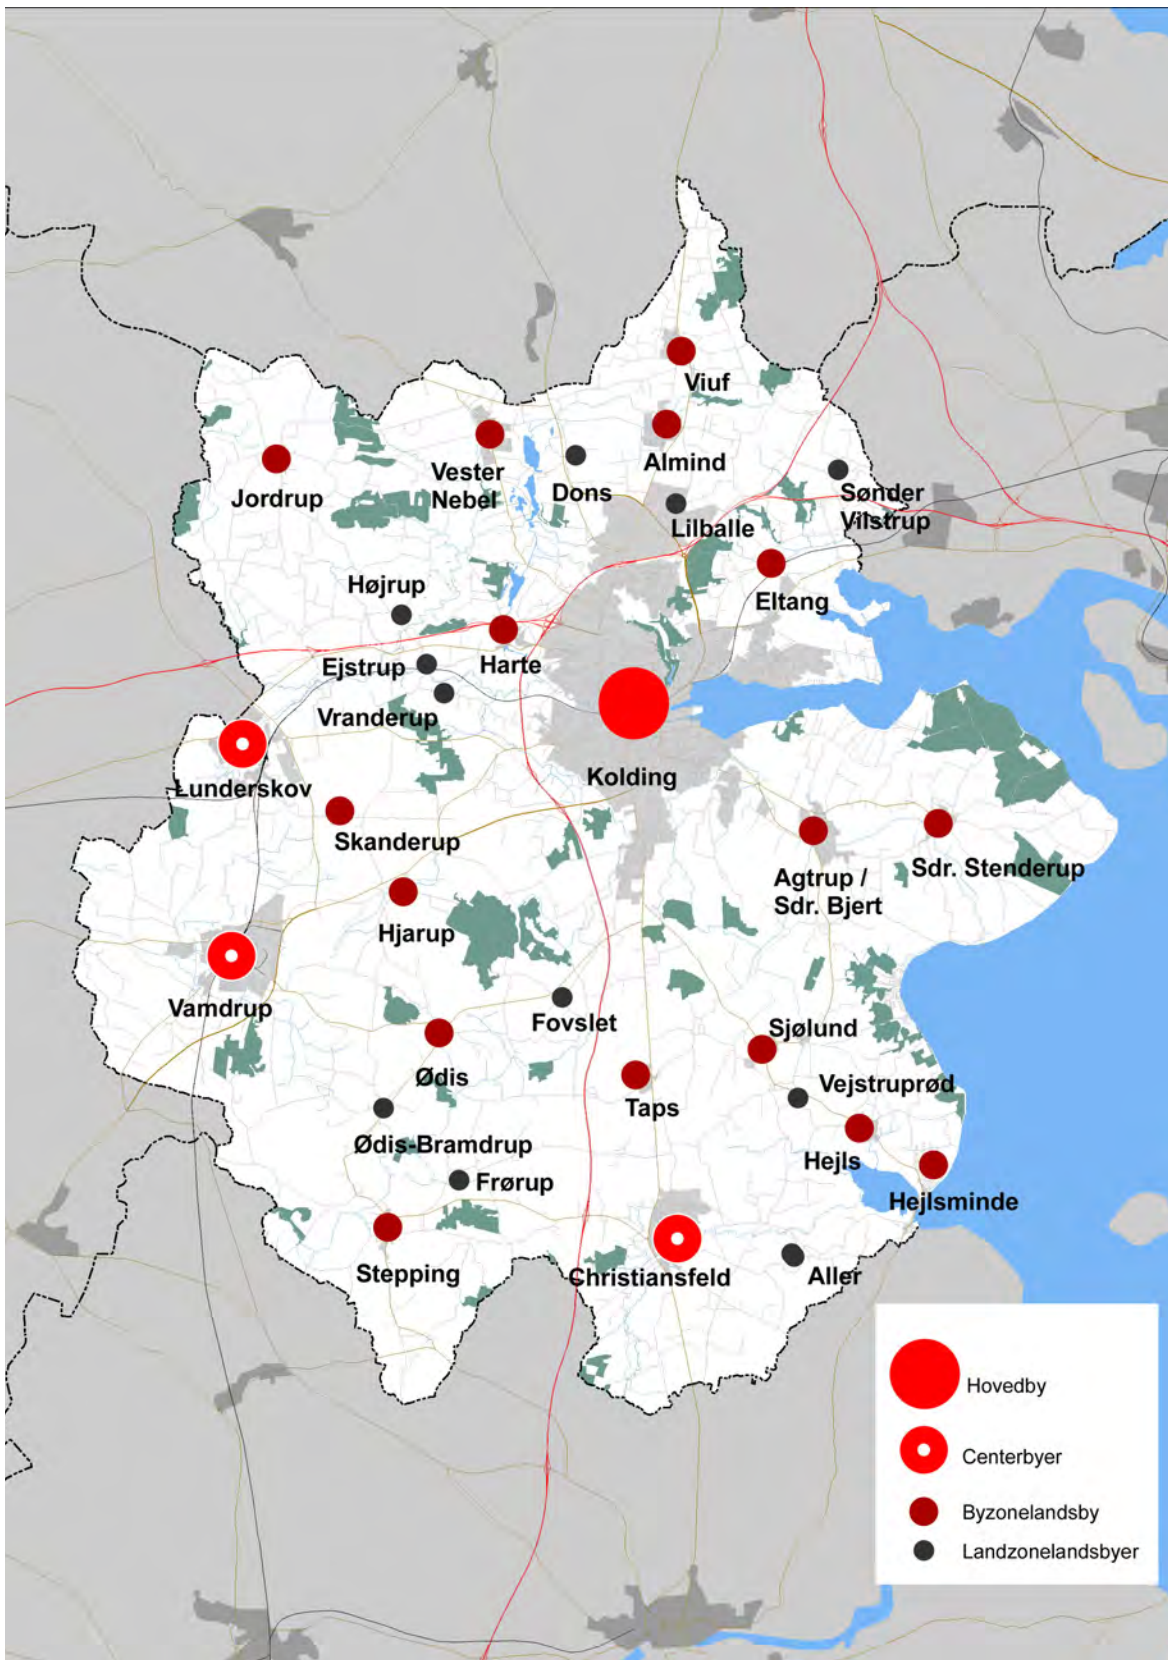 Viuf
Almind
Vester
Nebel
Dons
Jordrup
Sønder
Vilstrup
Lilballe
Højrup
Eltang
Harte
Ejstrup
Vranderup
Kolding
Lunderskov
Skanderup
Sdr. Stenderup
Agtrup /
Sdr. Bjert
Hjarup
Vamdrup
Fovslet
Sjølund
Ødis
Vejstruprød
Taps
Ødis-Bramdrup
Hejls
Frørup
Hejlsminde
Stepping
Christiansfeld
Aller
Hovedby
Centerbyer
Byzonelandsby
Landzonelandsbyer